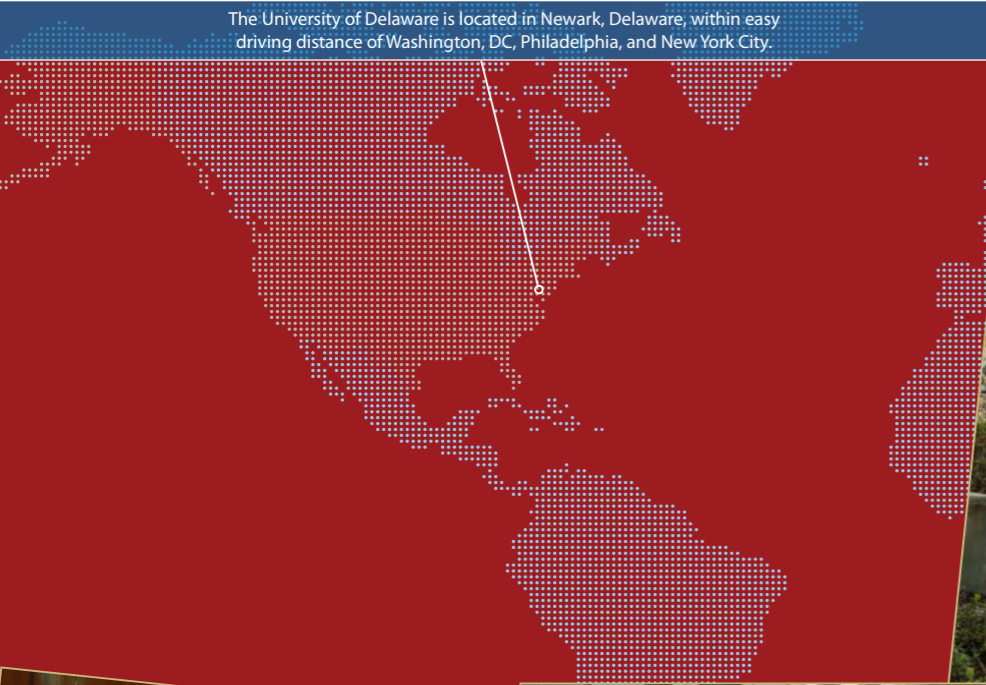 The University of Delaware is located in Newark, Delaware, within easy
driving distance of Washington, DC, Philadelphia, and New York City.